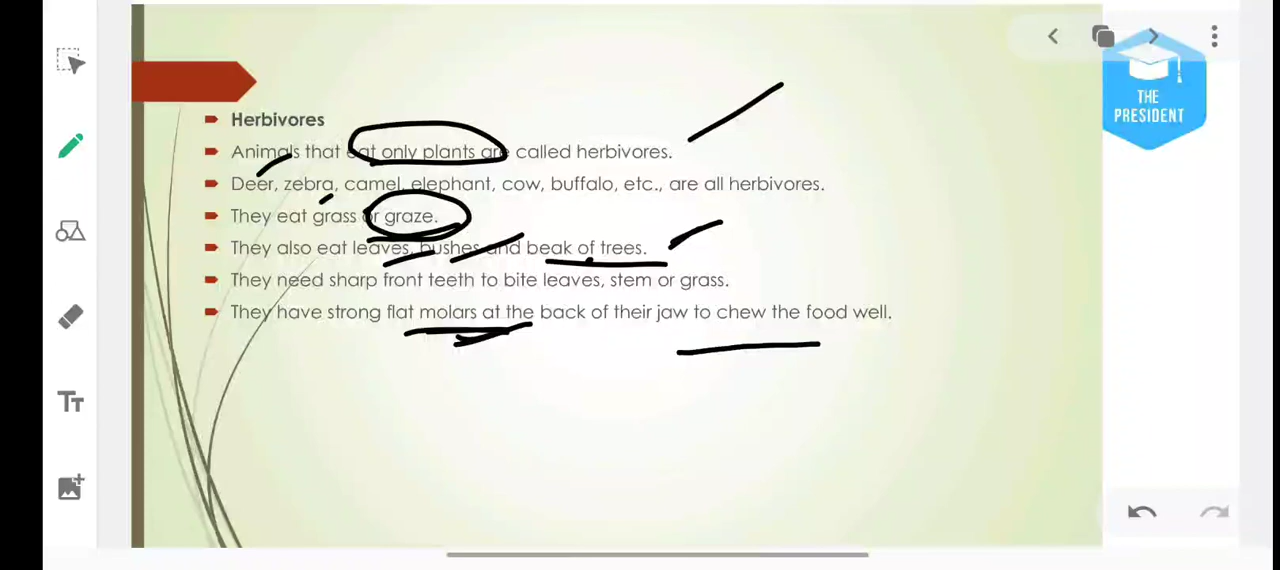 THE
PRESIDENT
Herbivores
Animals that eat only plants are called herbivores.
Deer, zebra, camel, elephant, cow, buffalo, etc., are all herbivores.
They eat grass or graze.
They also eat leaves, bushes and beak of trees.
They need sharp front teeth to bite leaves, stem or grass.
They have strong flat molars at the back of their jaw to chew the food well.
TT